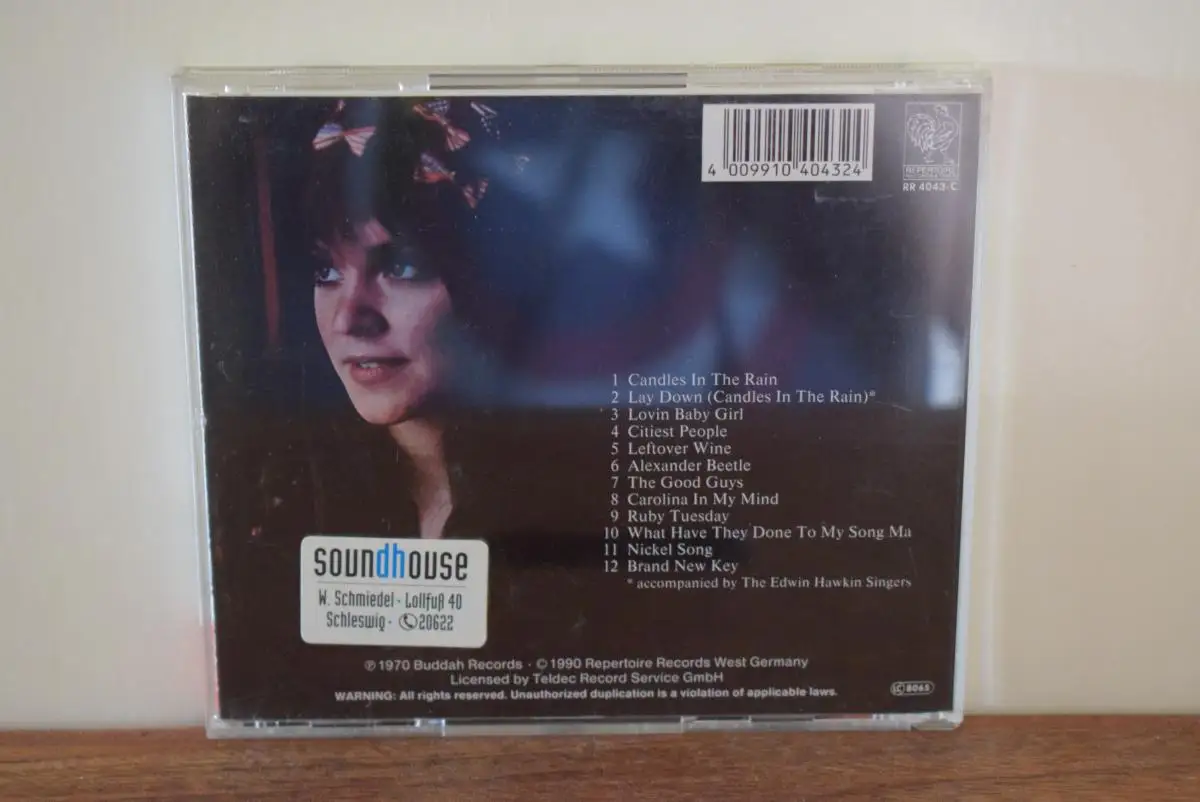 4 009910 404324
REPERTOIRE
RR 4043-C
1 Candles In The Rain
2 Lay Down (Candles In The Rain)*
3 Lovin Baby Girl
4 Citiest People
5 Leftover Wine
6 Alexander Beetle
7 The Good Guys
8 Carolina In My Mind
9 Ruby Tuesday
10 What Have They Done To My Song Ma
11 Nickel Song
12 Brand New Key
* accompanied by The Edwin Hawkin Singers
soundhouse
W. Schmiedel · Lollfuß 40
Schleswig · 20622
℗ 1970 Buddah Records · © 1990 Repertoire Records West Germany
Licensed by Teldec Record Service GmbH
WARNING: All rights reserved. Unauthorized duplication is a violation of applicable laws.
LC 8065